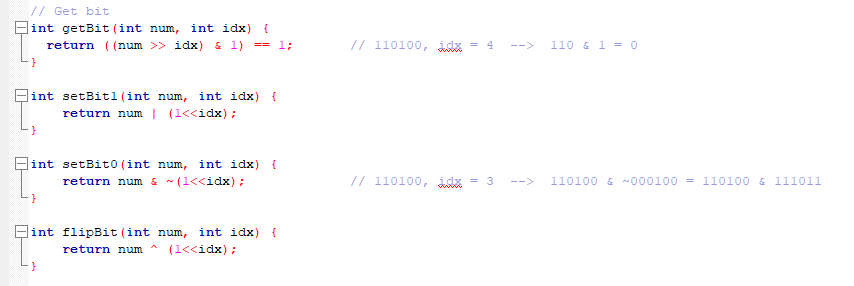 // Get bit
int getBit(int num, int idx) {
return ((num >> idx) & 1) == 1; // 110100, idx = 4 --> 110 & 1 = 0
}
int setBit1(int num, int idx) {
return num | (1<<idx);
}
int setBit0(int num, int idx) {
return num & ~(1<<idx); // 110100, idx = 3 --> 110100 & ~000100 = 110100 & 111011
}
int flipBit(int num, int idx) {
return num ^ (1<<idx);
}